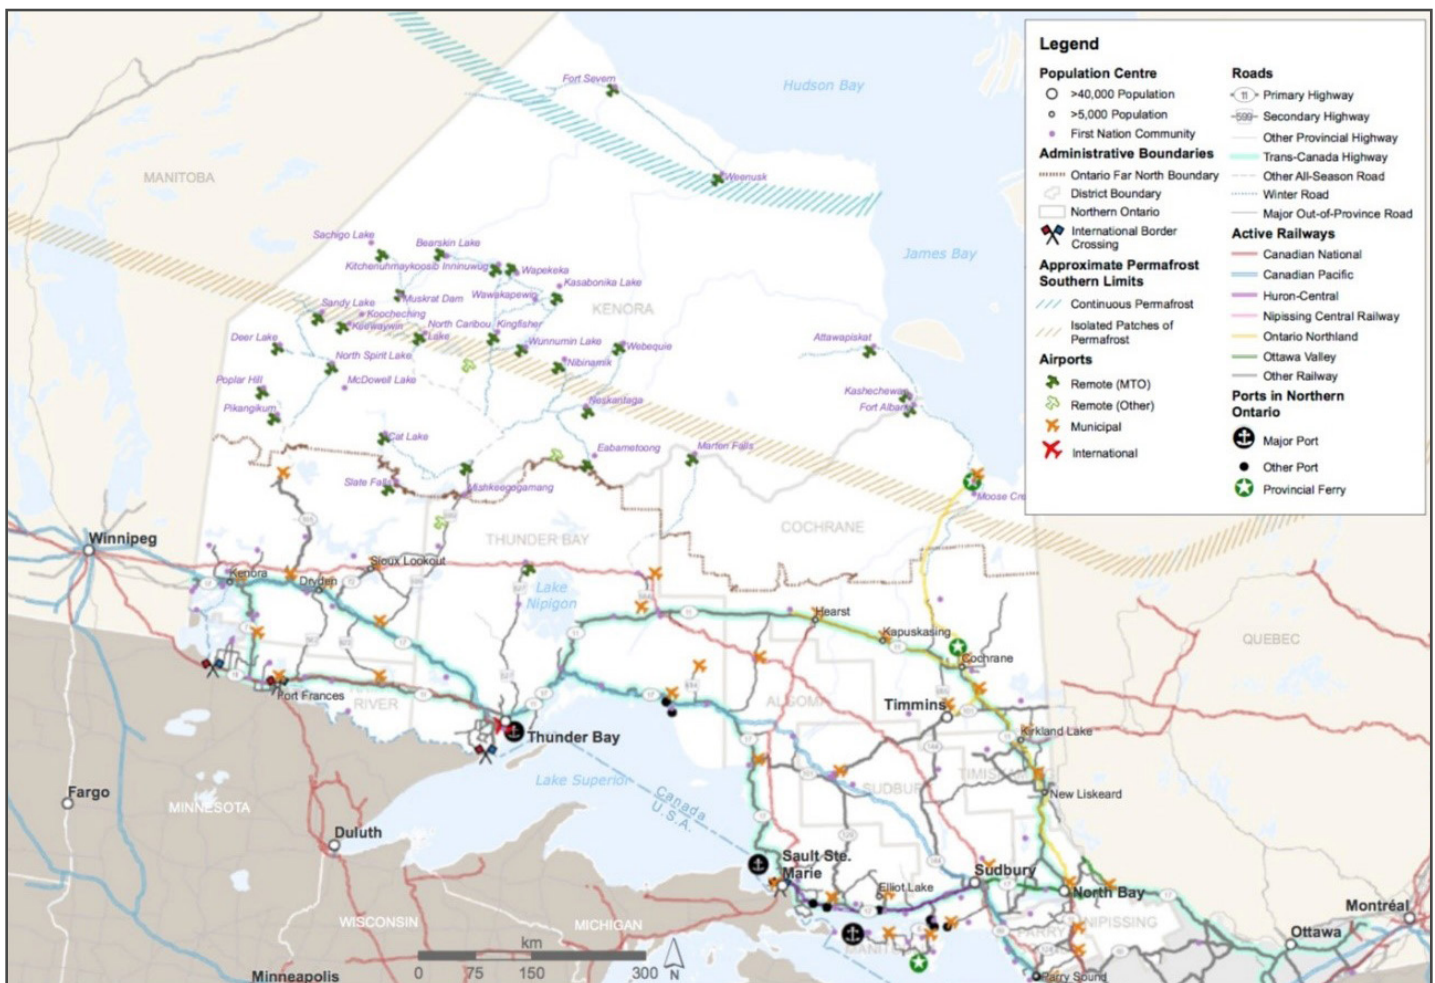 Legend
Population Centre
>40,000 Population
>5,000 Population
First Nation Community
Administrative Boundaries
Ontario Far North Boundary
District Boundary
Northern Ontario
International Border
Crossing
Approximate Permafrost
Southern Limits
Continuous Permafrost
Isolated Patches of
Permafrost
Airports
Remote (MTO)
Remote (Other)
Municipal
International
Roads
11 Primary Highway
599 Secondary Highway
Other Provincial Highway
Trans-Canada Highway
Other All-Season Road
Winter Road
Major Out-of-Province Road
Active Railways
Canadian National
Canadian Pacific
Huron-Central
Nipissing Central Railway
Ontario Northland
Ottawa Valley
Other Railway
Ports in Northern
Ontario
Major Port
Other Port
Provincial Ferry
Fort Severn
Hudson Bay
MANITOBA
Weenusk
Sachigo Lake
Bearskin Lake
James Bay
Kitchenuhmaykoosib Inninuwug
Wapekeka
Kasabonika Lake
Muskrat Dam
Wawakapewin
Sandy Lake
Koocheching
KENORA
Keewaywin
North Caribou
Lake
Kingfisher
Deer Lake
Wunnumin Lake
Webequie
Attawapiskat
North Spirit Lake
Nibinamik
Poplar Hill
McDowell Lake
Kashechewan
Pikangikum
Neskantaga
Fort Albany
Cat Lake
Eabametoong
Marten Falls
Slate Falls
Mishkeegogamang
Moose Cre
COCHRANE
Winnipeg
THUNDER BAY
Sioux Lookout
Kenora
Dryden
Lake
Nipigon
Hearst
Kapuskasing
QUEBEC
Cochrane
Fort Frances
RIVER
ALGOMA
Timmins
Thunder Bay
Kirkland Lake
Lake Superior
Canada
U.S.A.
SUDBUR
TIMISKAMING
Fargo
MINNESOTA
New Liskeard
Duluth
Sault Ste.
Marie
Elliot Lake
Sudbury
North Bay
WISCONSIN
MICHIGAN
MANIT
PARRY
NIPISSING
Montréal
Ottawa
km
0 75 150 300
N
Minneapolis
Parry Sound